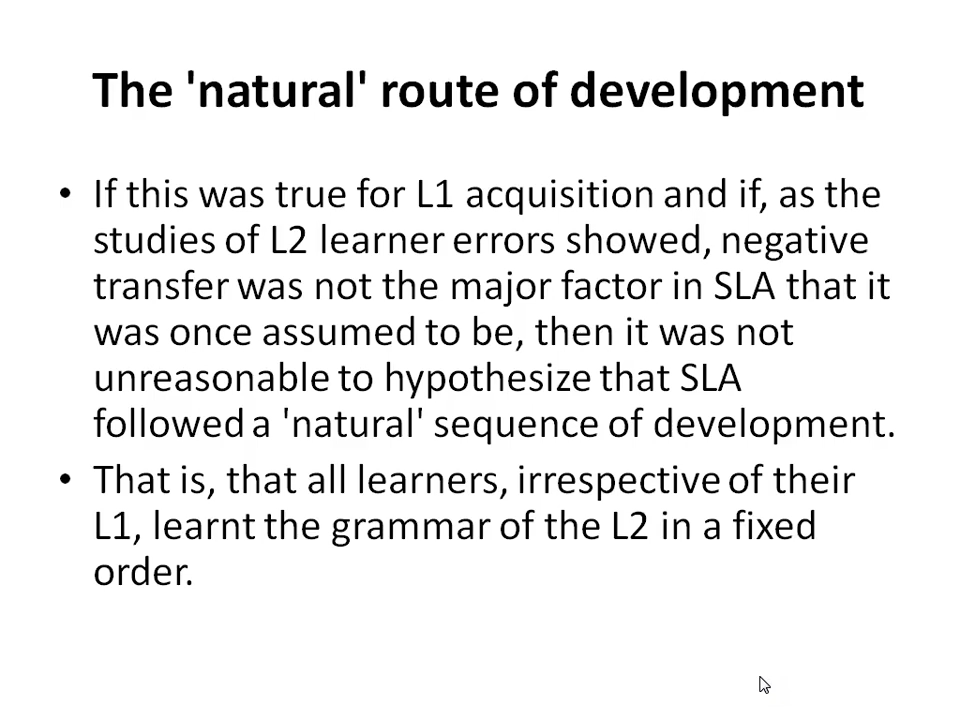 The 'natural' route of development
• If this was true for L1 acquisition and if, as the
studies of L2 learner errors showed, negative
transfer was not the major factor in SLA that it
was once assumed to be, then it was not
unreasonable to hypothesize that SLA
followed a 'natural' sequence of development.
• That is, that all learners, irrespective of their
L1, learnt the grammar of the L2 in a fixed
order.